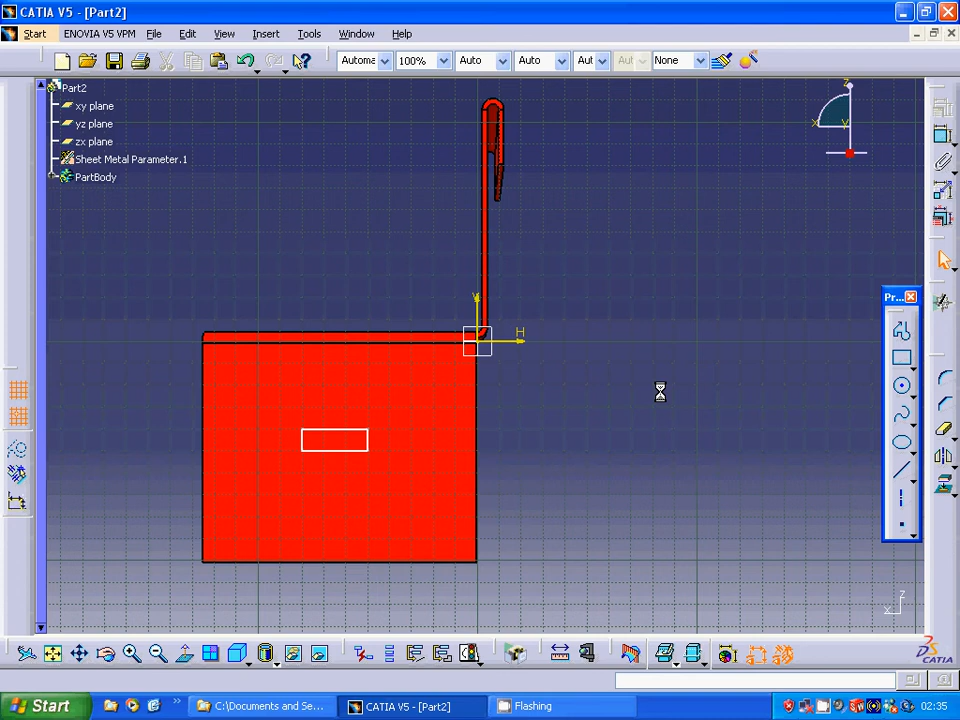 CATIA V5 - [Part2]
Start ENOVIA V5 VPM File Edit View Insert Tools Window Help
Automa 100% Auto Auto Aut Aut None
Part2
xy plane
yz plane
zx plane
Sheet Metal Parameter.1
PartBody
z
x
y
V
H
Pr...
z
x
DS
CATIA
Start C:\Documents and Se... CATIA V5 - [Part2] Flashing 02:35